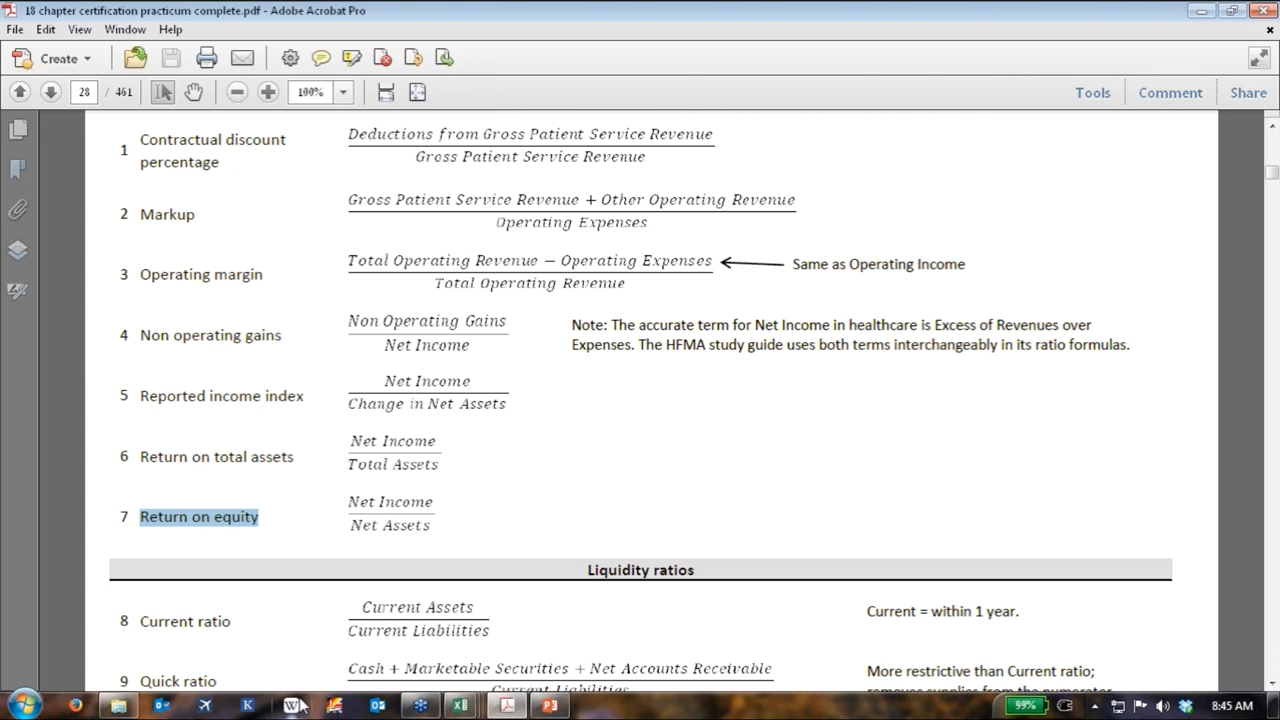 18 chapter certification practicum complete.pdf - Adobe Acrobat Pro
File Edit View Window Help
Create
28 / 461 100% Tools Comment Share
1 Contractual discount percentage
Deductions from Gross Patient Service Revenue
Gross Patient Service Revenue
2 Markup
Gross Patient Service Revenue + Other Operating Revenue
Operating Expenses
3 Operating margin
Total Operating Revenue − Operating Expenses
Total Operating Revenue
Same as Operating Income
4 Non operating gains
Non Operating Gains
Net Income
Note: The accurate term for Net Income in healthcare is Excess of Revenues over
Expenses. The HFMA study guide uses both terms interchangeably in its ratio formulas.
5 Reported income index
Net Income
Change in Net Assets
6 Return on total assets
Net Income
Total Assets
7 Return on equity
Net Income
Net Assets
Liquidity ratios
8 Current ratio
Current Assets
Current Liabilities
Current = within 1 year.
9 Quick ratio
Cash + Marketable Securities + Net Accounts Receivable
Current Liabilities
More restrictive than Current ratio;
removes supplies from the numerator
99% 8:45 AM